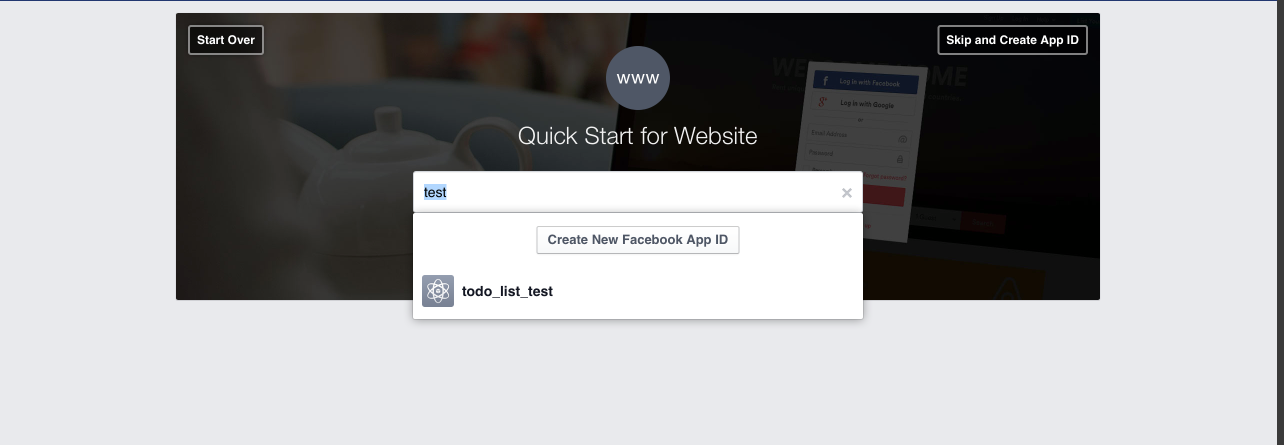 Start Over
Skip and Create App ID
www
Quick Start for Website
test
Create New Facebook App ID
todo_list_test
Log in with Facebook
Log in with Google
or
Email Address
Password